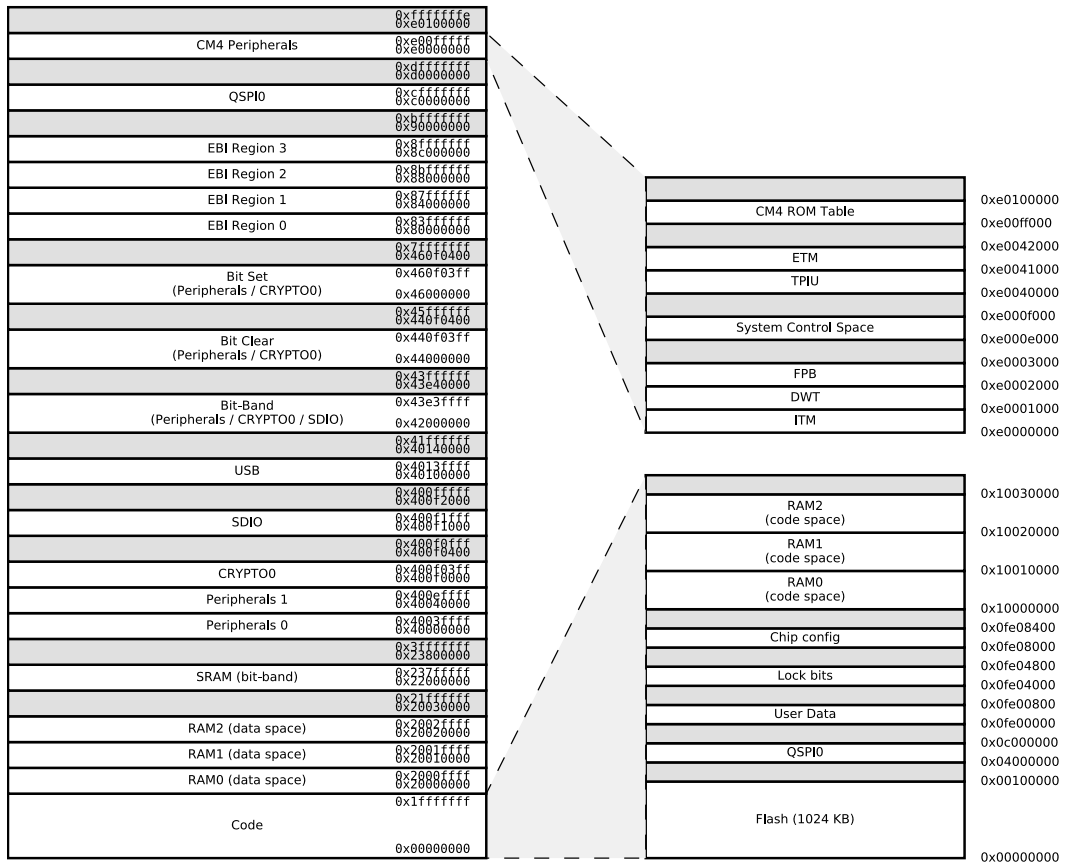 0xfffffffe
0xe0100000
CM4 Peripherals
0xe00fffff
0xe0000000
0xdfffffff
0xd0000000
QSPI0
0xcfffffff
0xc0000000
0xbfffffff
0x90000000
EBI Region 3
0x8fffffff
0x8c000000
EBI Region 2
0x8bffffff
0x88000000
EBI Region 1
0x87ffffff
0x84000000
EBI Region 0
0x83ffffff
0x80000000
0x7fffffff
0x460f0400
Bit Set
(Peripherals / CRYPTO0)
0x460f03ff
0x46000000
0x45ffffff
0x440f0400
Bit Clear
(Peripherals / CRYPTO0)
0x440f03ff
0x44000000
0x43ffffff
0x43e40000
Bit-Band
(Peripherals / CRYPTO0 / SDIO)
0x43e3ffff
0x42000000
0x41ffffff
0x40140000
USB
0x4013ffff
0x40100000
0x400fffff
0x400f2000
SDIO
0x400f1fff
0x400f1000
0x400f0fff
0x400f0400
CRYPTO0
0x400f03ff
0x400f0000
Peripherals 1
0x400effff
0x40040000
Peripherals 0
0x4003ffff
0x40000000
0x3fffffff
0x23800000
SRAM (bit-band)
0x237fffff
0x22000000
0x21ffffff
0x20030000
RAM2 (data space)
0x2002ffff
0x20020000
RAM1 (data space)
0x2001ffff
0x20010000
RAM0 (data space)
0x2000ffff
0x20000000
0x1fffffff
Code
0x00000000
0xe0100000
CM4 ROM Table
0xe00ff000
0xe0042000
ETM
0xe0041000
TPIU
0xe0040000
0xe000f000
System Control Space
0xe000e000
0xe0003000
FPB
0xe0002000
DWT
0xe0001000
ITM
0xe0000000
0x10030000
RAM2
(code space)
0x10020000
RAM1
(code space)
0x10010000
RAM0
(code space)
0x10000000
0x0fe08400
Chip config
0x0fe08000
0x0fe04800
Lock bits
0x0fe04000
0x0fe00800
User Data
0x0fe00000
0x0c000000
QSPI0
0x04000000
0x00100000
Flash (1024 KB)
0x00000000